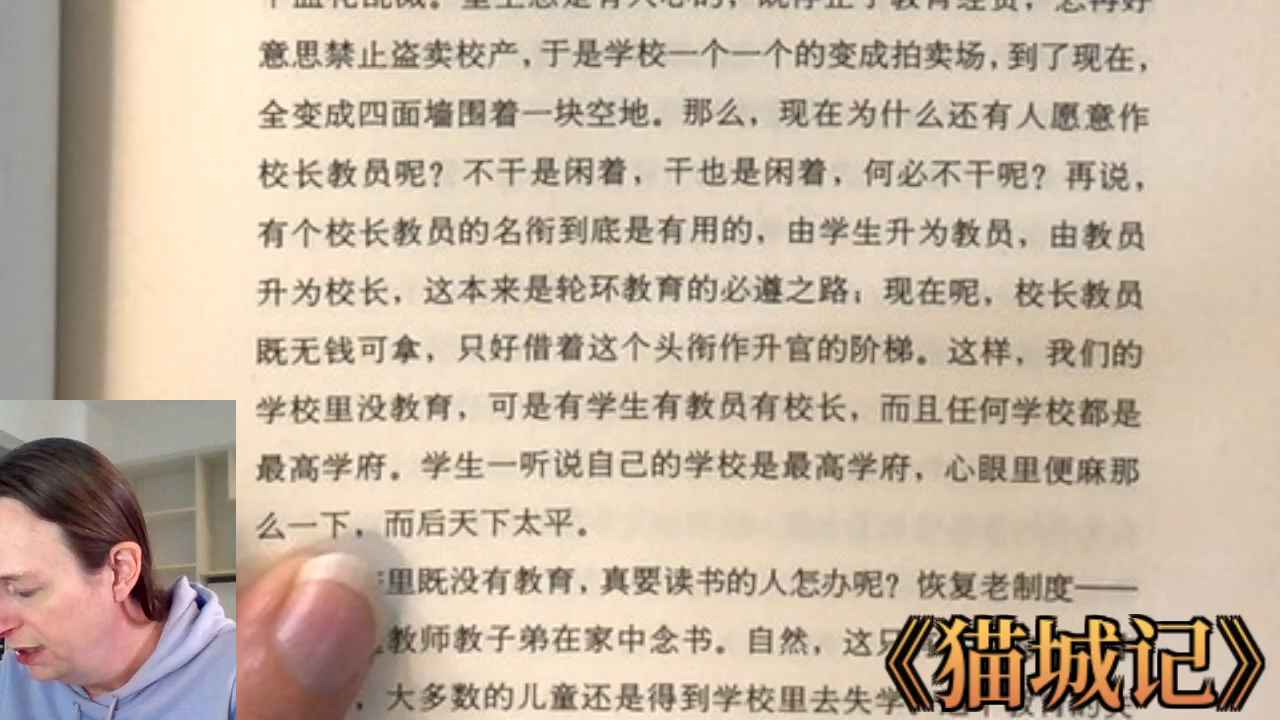 意思禁止盗卖校产,于是学校一个一个的变成拍卖场,到了现在,
全变成四面墙围着一块空地。那么,现在为什么还有人愿意作
校长教员呢?不干是闲着,干也是闲着,何必不干呢?再说,
有个校长教员的名衔到底是有用的,由学生升为教员,由教员
升为校长,这本来是轮环教育的必遵之路;现在呢,校长教员
既无钱可拿,只好借着这个头衔作升官的阶梯。这样,我们的
学校里没教育,可是有学生有教员有校长,而且任何学校都是
最高学府。学生一听说自己的学校是最高学府,心眼里便麻那
么一下,而后天下太平。
里既没有教育,真要读书的人怎办呢?恢复老制度——
教师教子弟在家中念书。自然,这只
大多数的儿童还是得到学校里去失学
《猫城记》